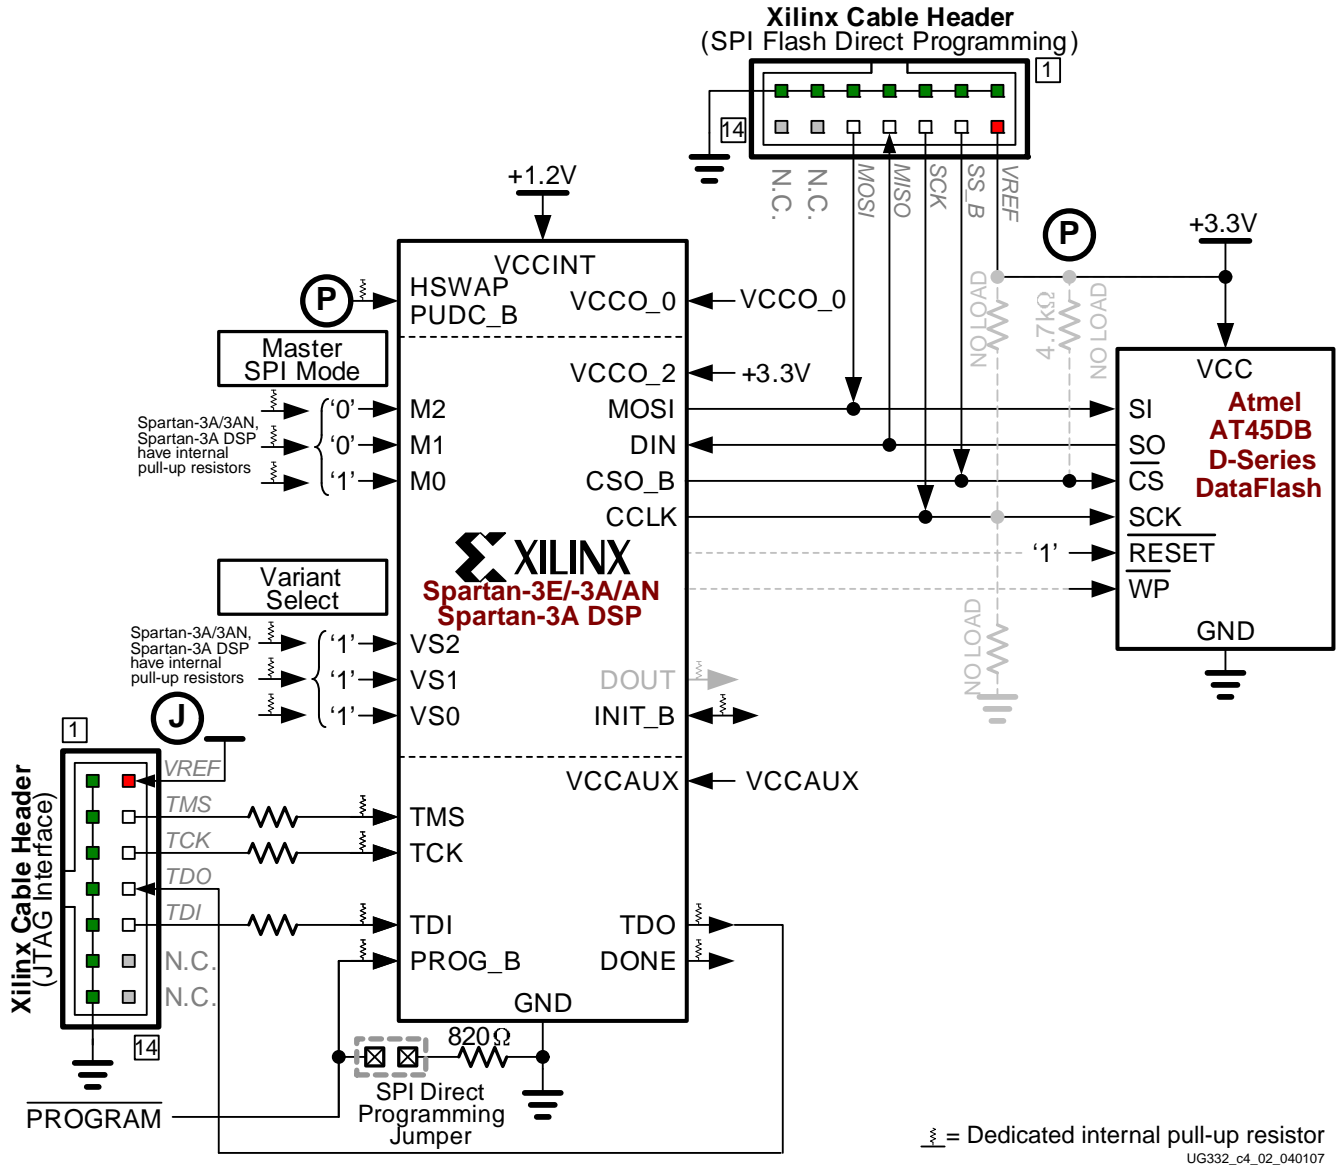 Xilinx Cable Header
(SPI Flash Direct Programming)
1
14
N.C.
N.C.
MOSI
MISO
SCK
SS_B
VREF
+1.2V
P
+3.3V
P
VCCINT
HSWAP
PUDC_B
VCCO_0
VCCO_0
NO LOAD
4.7kΩ
NO LOAD
Master
SPI Mode
VCCO_2
+3.3V
VCC
Spartan-3A/3AN,
Spartan-3A DSP
have internal
pull-up resistors
‘0’
M2
‘0’
M1
‘1’
M0
MOSI
DIN
CSO_B
CCLK
SI
SO
CS
SCK
Atmel
AT45DB
D-Series
DataFlash
‘1’
RESET
WP
XILINX
Spartan-3E/-3A/AN
Spartan-3A DSP
Variant
Select
NO LOAD
GND
Spartan-3A/3AN,
Spartan-3A DSP
have internal
pull-up resistors
‘1’
VS2
‘1’
VS1
‘1’
VS0
DOUT
INIT_B
J
1
VCCAUX
VCCAUX
Xilinx Cable Header
(JTAG Interface)
VREF
TMS
TCK
TDO
TDI
N.C.
N.C.
14
TMS
TCK
TDI
PROG_B
TDO
DONE
GND
820Ω
SPI Direct
Programming
Jumper
PROGRAM
= Dedicated internal pull-up resistor
UG332_c4_02_040107